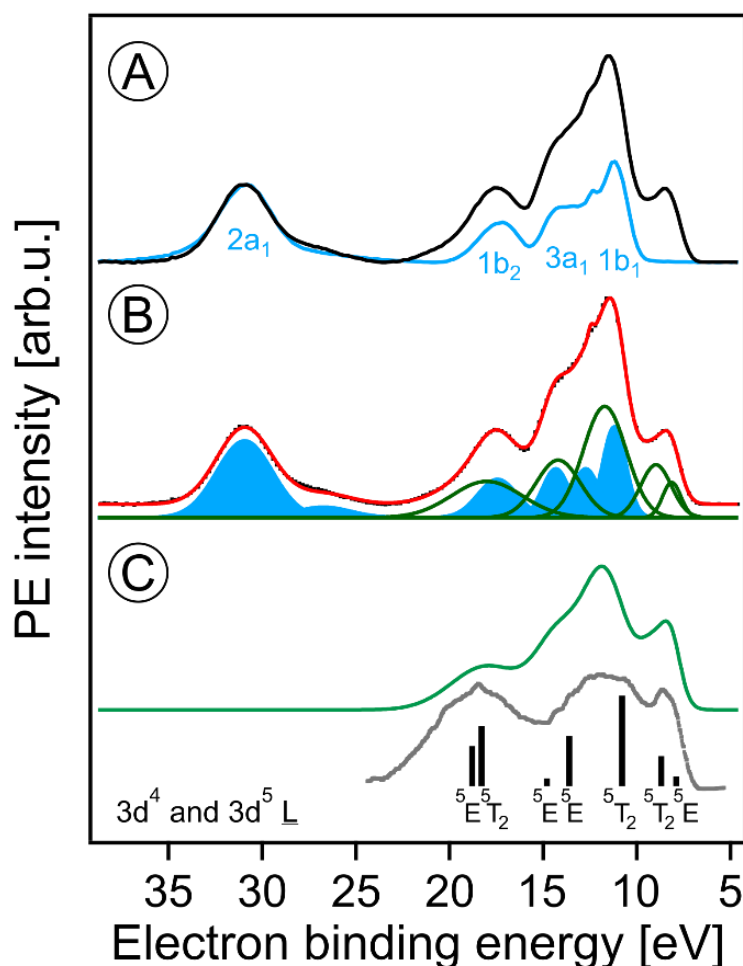 A
2a₁
1b₂
3a₁ 1b₁
B
C
⁵E ⁵T₂ ⁵E ⁵E ⁵T₂ ⁵T₂ ⁵E
3d⁴ and 3d⁵ L̲
35 30 25 20 15 10 5
Electron binding energy [eV]
PE intensity [arb.u.]